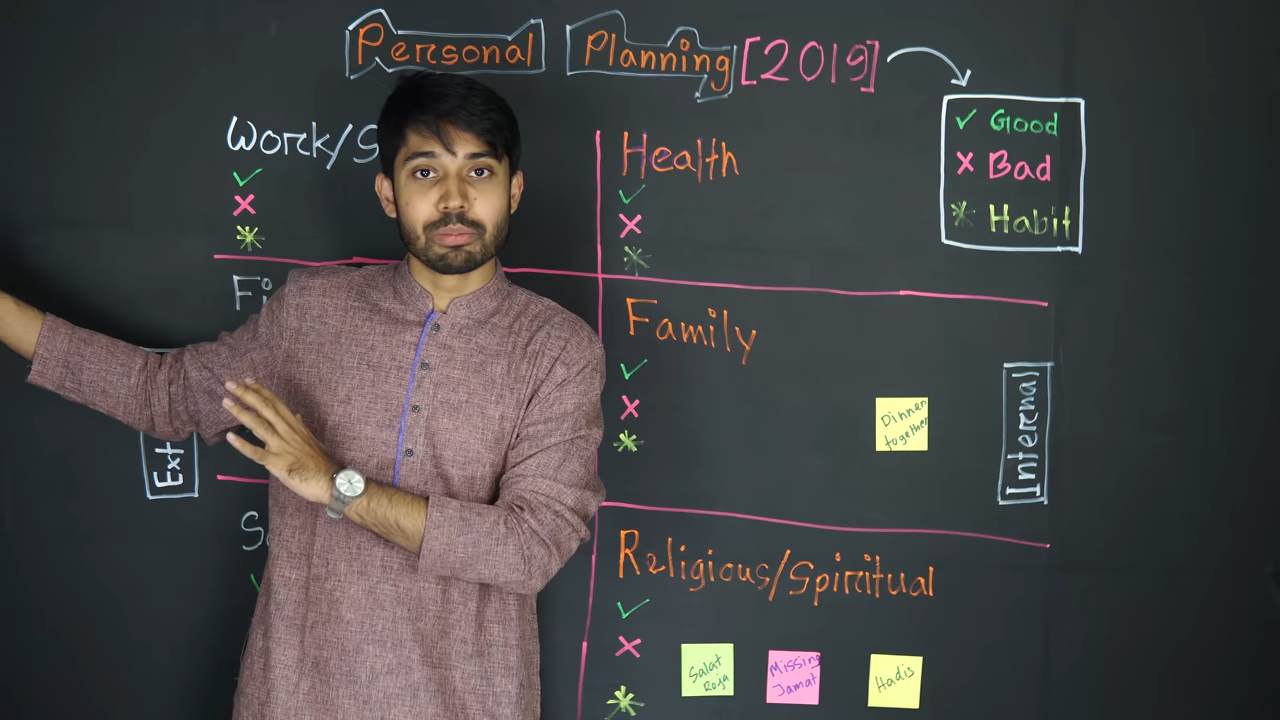 Personal Planning [2019]
✓ Good
× Bad
* Habit
Work/S
✓
×
*
Health
✓
×
*
Fi
Family
✓
×
*
Dinner
together
Ext
Internal
S
✓
Religious/Spiritual
✓
×
*
Salat
Roja
Missing
Jamat
Hadis